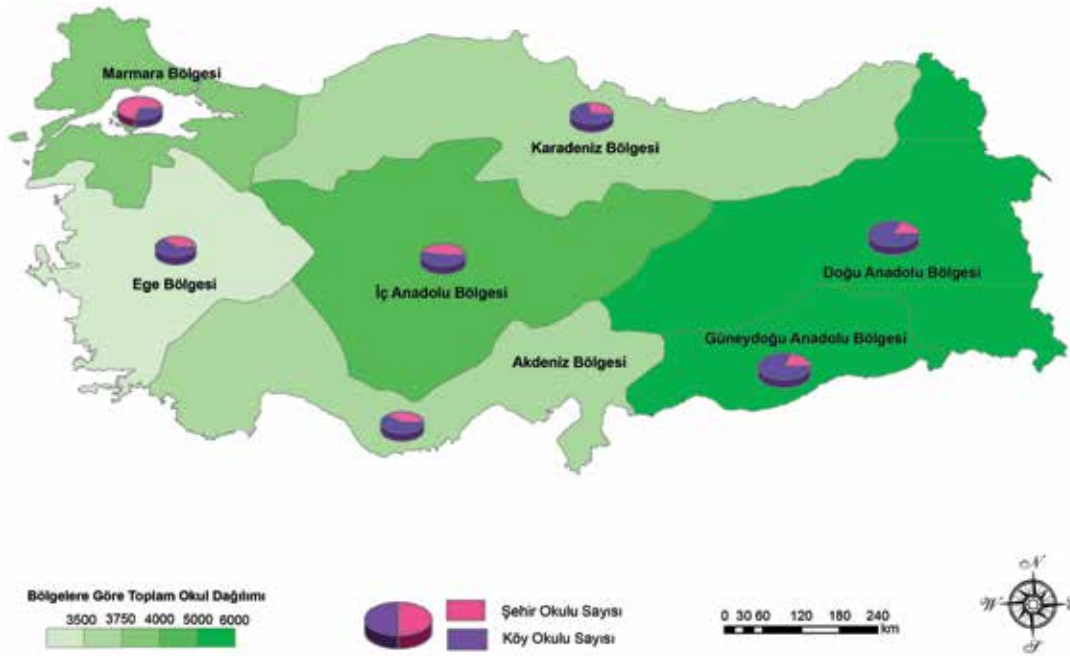 Marmara Bölgesi
Karadeniz Bölgesi
Ege Bölgesi
İç Anadolu Bölgesi
Doğu Anadolu Bölgesi
Güneydoğu Anadolu Bölgesi
Akdeniz Bölgesi
Bölgelere Göre Toplam Okul Dağılımı
3500 3750 4000 5000 6000
Şehir Okulu Sayısı
Köy Okulu Sayısı
0 30 60 120 180 240
km
N
W E
S